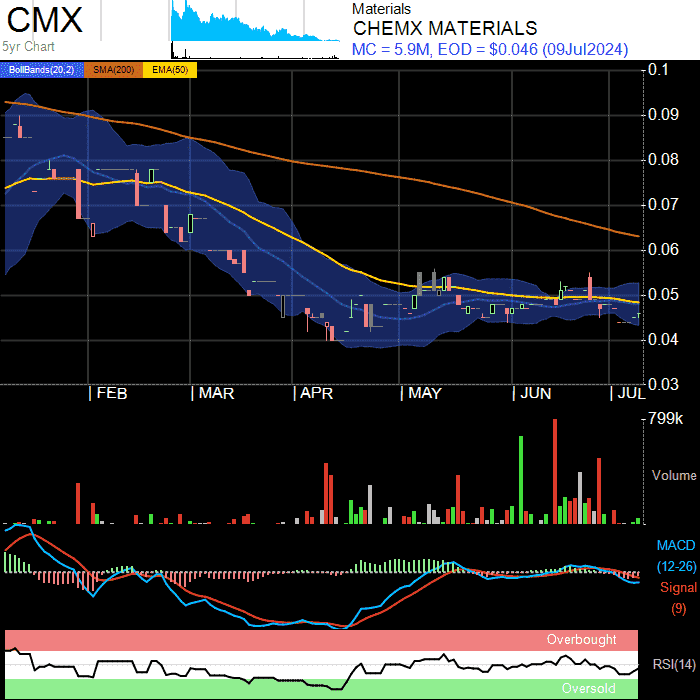 CMX
5yr Chart
Materials
CHEMX MATERIALS
MC = 5.9M, EOD = $0.046 (09Jul2024)
BollBands(20,2) SMA(200) EMA(50)
0.1
0.09
0.08
0.07
0.06
0.05
0.04
0.03
FEB MAR APR MAY JUN JUL
799k
Volume
MACD
(12-26)
Signal
(9)
Overbought
RSI(14)
Oversold